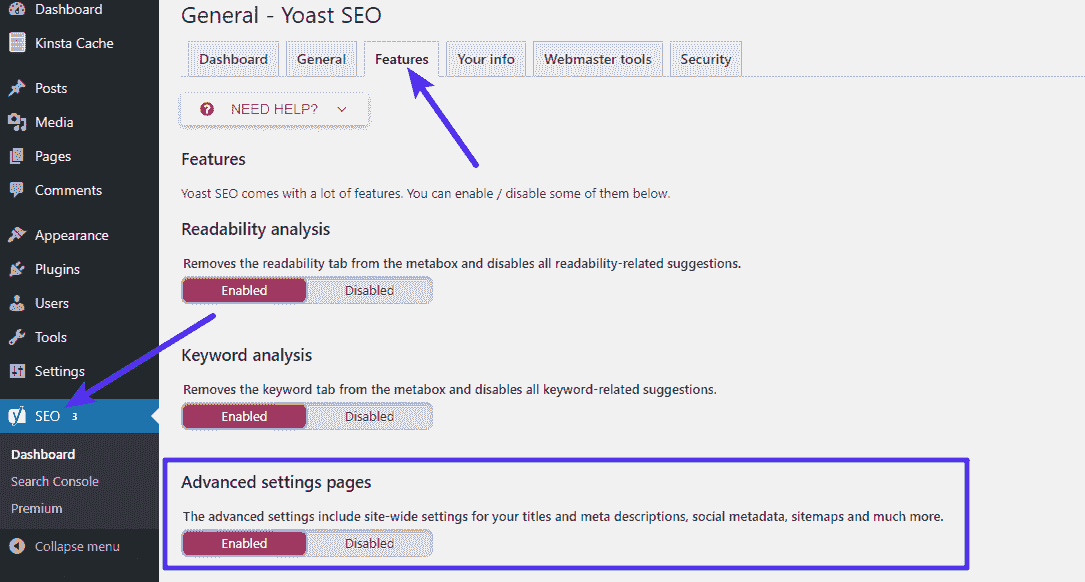 Dashboard
Kinsta Cache
Posts
Media
Pages
Comments
Appearance
Plugins
Users
Tools
Settings
SEO 3
Dashboard
Search Console
Premium
Collapse menu
General - Yoast SEO
Dashboard General Features Your info Webmaster tools Security
? NEED HELP?
Features
Yoast SEO comes with a lot of features. You can enable / disable some of them below.
Readability analysis
Removes the readability tab from the metabox and disables all readability-related suggestions.
Enabled Disabled
Keyword analysis
Removes the keyword tab from the metabox and disables all keyword-related suggestions.
Enabled Disabled
Advanced settings pages
The advanced settings include site-wide settings for your titles and meta descriptions, social metadata, sitemaps and much more.
Enabled Disabled